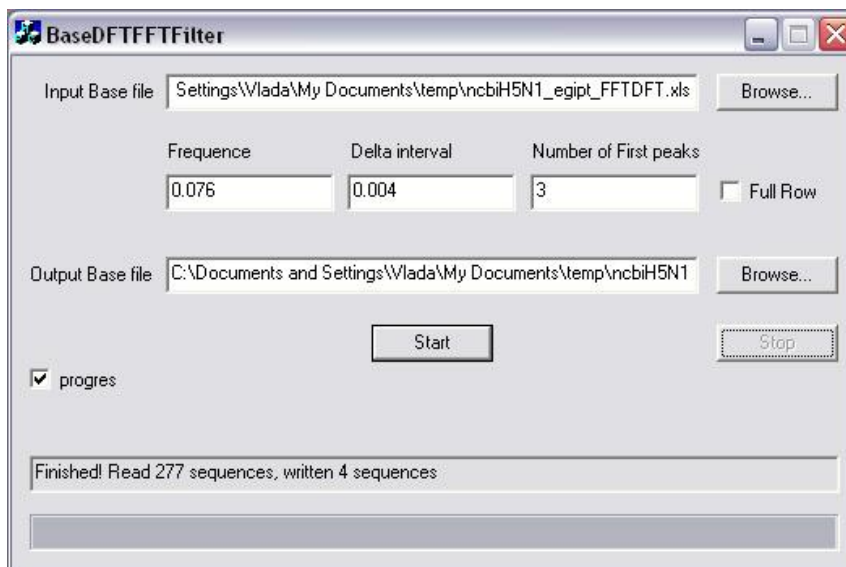 BaseDFTFFTFilter
Input Base file Settings\Vlada\My Documents\temp\ncbiH5N1_egipt_FFTDFT.xls Browse...
Frequence Delta interval Number of First peaks
0.076 0.004 3 Full Row
Output Base file C:\Documents and Settings\Vlada\My Documents\temp\ncbiH5N1 Browse...
Start Stop
progres
Finished! Read 277 sequences, written 4 sequences